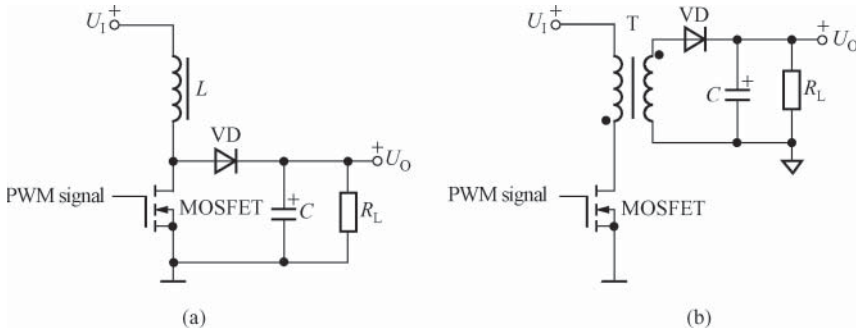 +
U_I
L
VD
+
U_O
PWM signal
MOSFET
+
C
R_L
(a)
+
U_I
T
VD
+
U_O
+
C
R_L
PWM signal
MOSFET
(b)